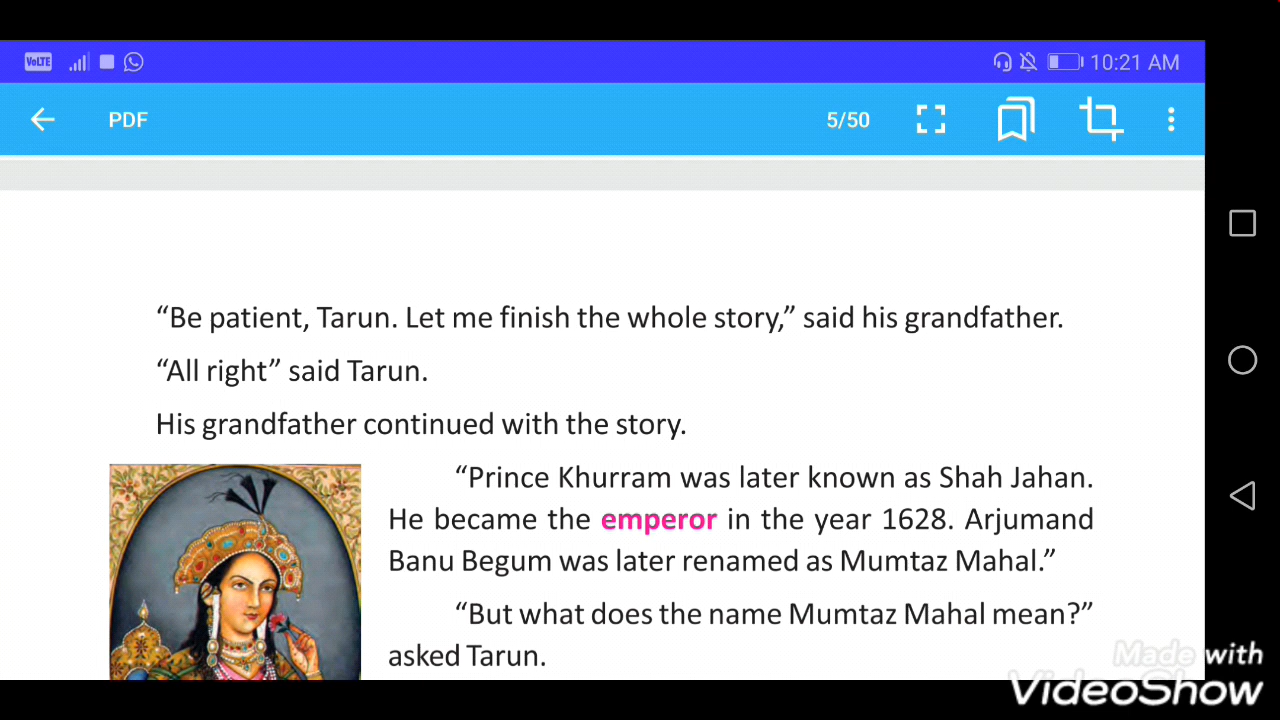 VoLTE 10:21 AM
PDF 5/50
“Be patient, Tarun. Let me finish the whole story,” said his grandfather.
“All right” said Tarun.
His grandfather continued with the story.
“Prince Khurram was later known as Shah Jahan.
He became the emperor in the year 1628. Arjumand
Banu Begum was later renamed as Mumtaz Mahal.”
“But what does the name Mumtaz Mahal mean?”
asked Tarun.
Made with
VideoShow